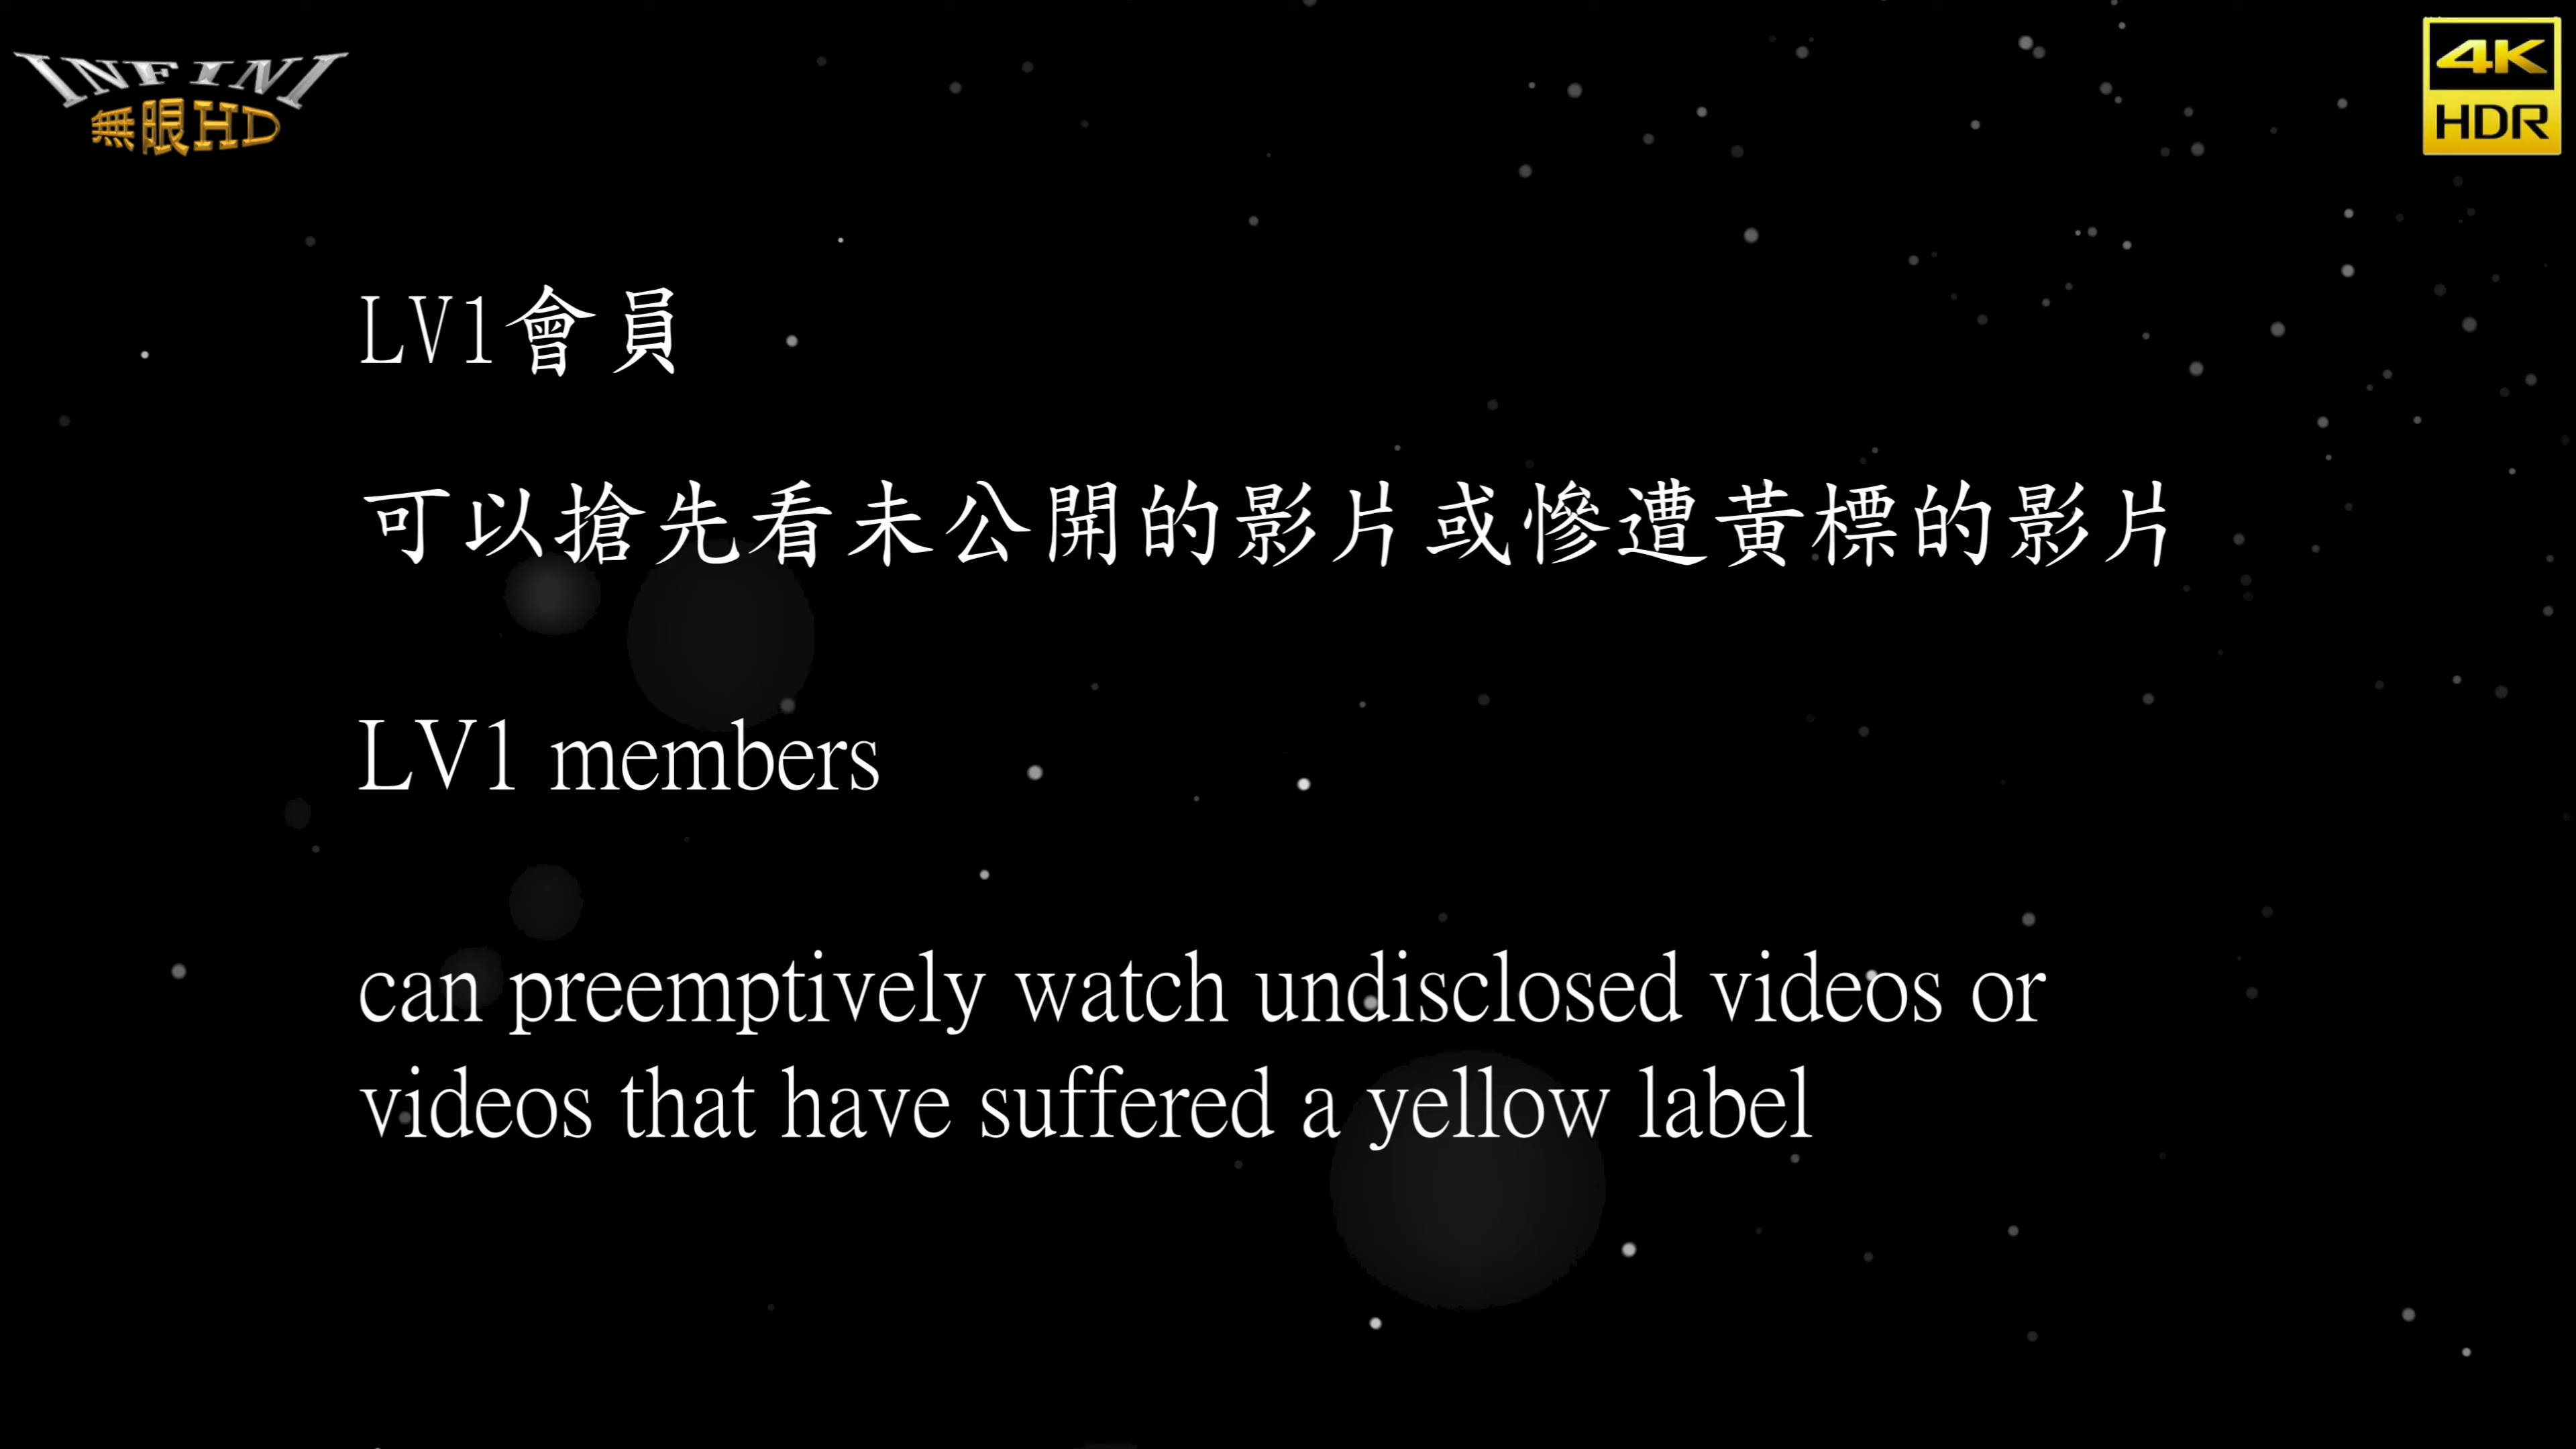 INFINI
無限HD
4K
HDR
LV1會員
可以搶先看未公開的影片或慘遭黃標的影片
LV1 members
can preemptively watch undisclosed videos or
videos that have suffered a yellow label